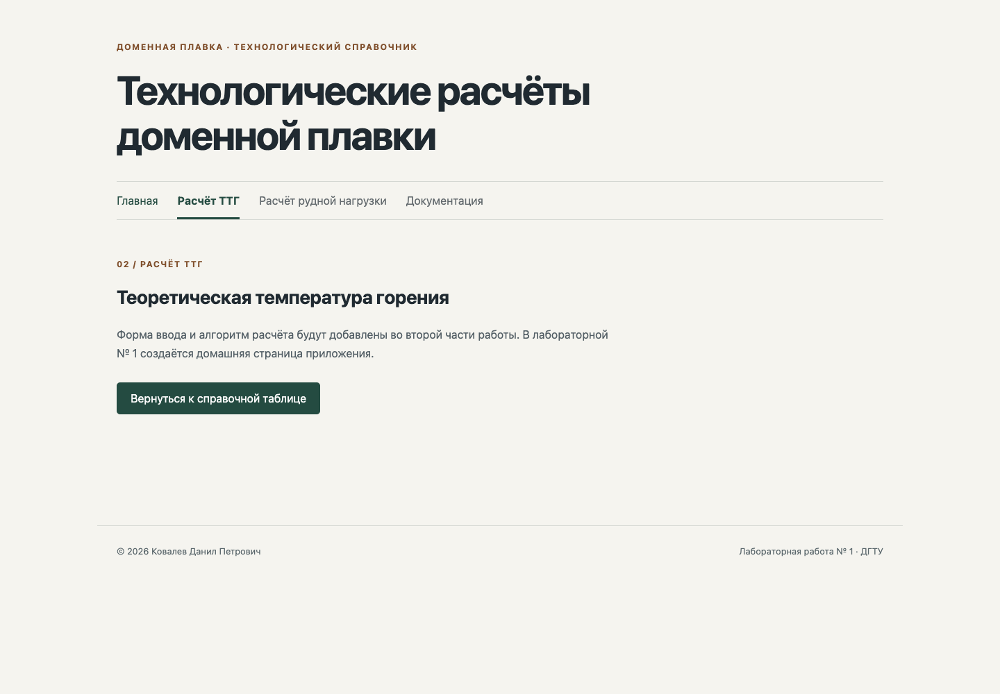 ДОМЕННАЯ ПЛАВКА · ТЕХНОЛОГИЧЕСКИЙ СПРАВОЧНИК
Технологические расчёты
доменной плавки
Главная Расчёт ТТГ Расчёт рудной нагрузки Документация
02 / РАСЧЁТ ТТГ
Теоретическая температура горения
Форма ввода и алгоритм расчёта будут добавлены во второй части работы. В лабораторной
№ 1 создаётся домашняя страница приложения.
Вернуться к справочной таблице
© 2026 Ковалев Данил Петрович
Лабораторная работа № 1 · ДГТУ